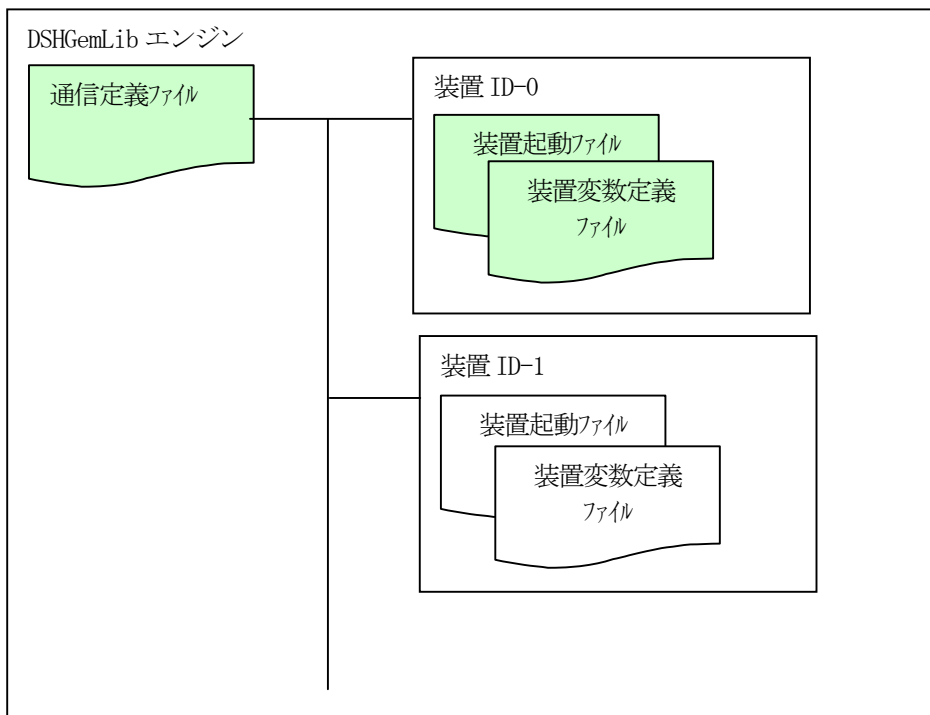 DSHGemLib エンジン
通信定義ファイル
装置 ID-0
装置起動ファイル
装置変数定義
ファイル
装置 ID-1
装置起動ファイル
装置変数定義
ファイル